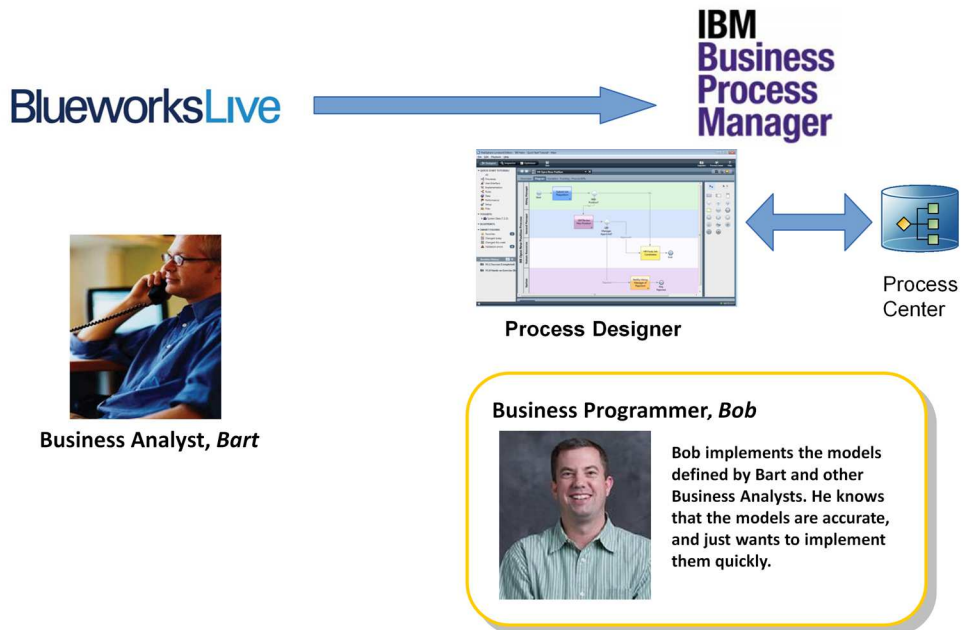 BlueworksLive
IBM
Business
Process
Manager
Process Designer
Process
Center
Business Analyst, Bart
Business Programmer, Bob
Bob implements the models
defined by Bart and other
Business Analysts. He knows
that the models are accurate,
and just wants to implement
them quickly.